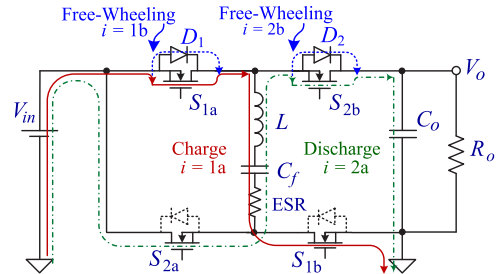 Free-Wheeling
i = 1b
Free-Wheeling
i = 2b
D1
D2
Vo
S1a
S2b
Vin
L
Co
Charge
i = 1a
Cf
Discharge
i = 2a
Ro
ESR
S2a
S1b